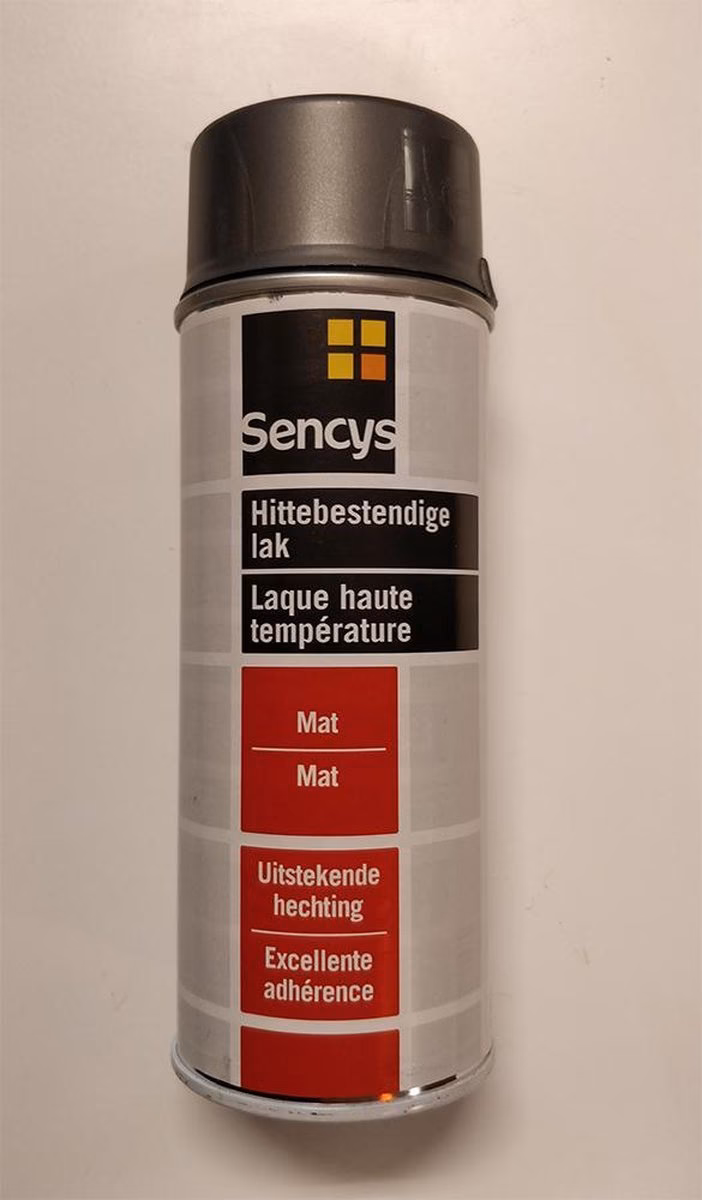 Sencys
Hittebestendige
lak
Laque haute
température
Mat
Mat
Uitstekende
hechting
Excellente
adhérence